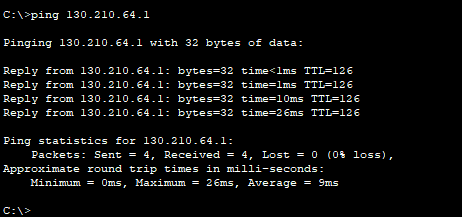 C:\>ping 130.210.64.1
Pinging 130.210.64.1 with 32 bytes of data:
Reply from 130.210.64.1: bytes=32 time<1ms TTL=126
Reply from 130.210.64.1: bytes=32 time=1ms TTL=126
Reply from 130.210.64.1: bytes=32 time=10ms TTL=126
Reply from 130.210.64.1: bytes=32 time=26ms TTL=126
Ping statistics for 130.210.64.1:
    Packets: Sent = 4, Received = 4, Lost = 0 (0% loss),
Approximate round trip times in milli-seconds:
    Minimum = 0ms, Maximum = 26ms, Average = 9ms
C:\>